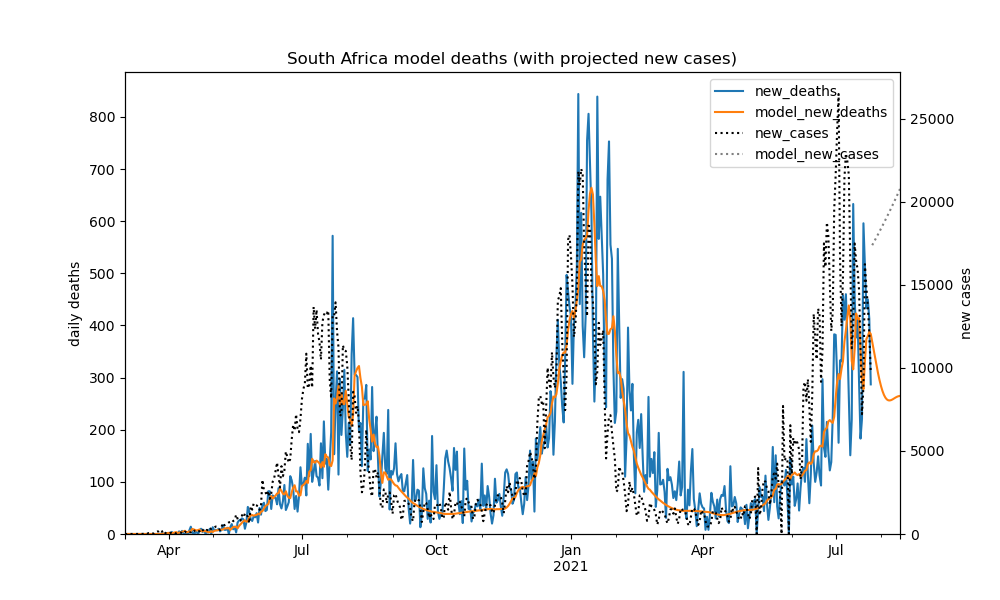 South Africa model deaths (with projected new cases)
new_deaths
model_new_deaths
new_cases
model_new_cases
daily deaths
800
700
600
500
400
300
200
100
0
25000
20000
15000
10000
5000
0
new cases
Apr Jul Oct Jan Apr Jul
2021